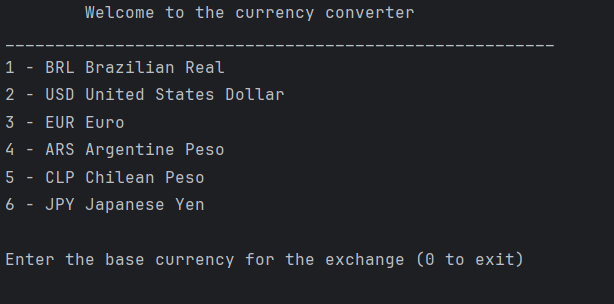 Welcome to the currency converter
_______________________________________________________
1 - BRL Brazilian Real
2 - USD United States Dollar
3 - EUR Euro
4 - ARS Argentine Peso
5 - CLP Chilean Peso
6 - JPY Japanese Yen
Enter the base currency for the exchange (0 to exit)